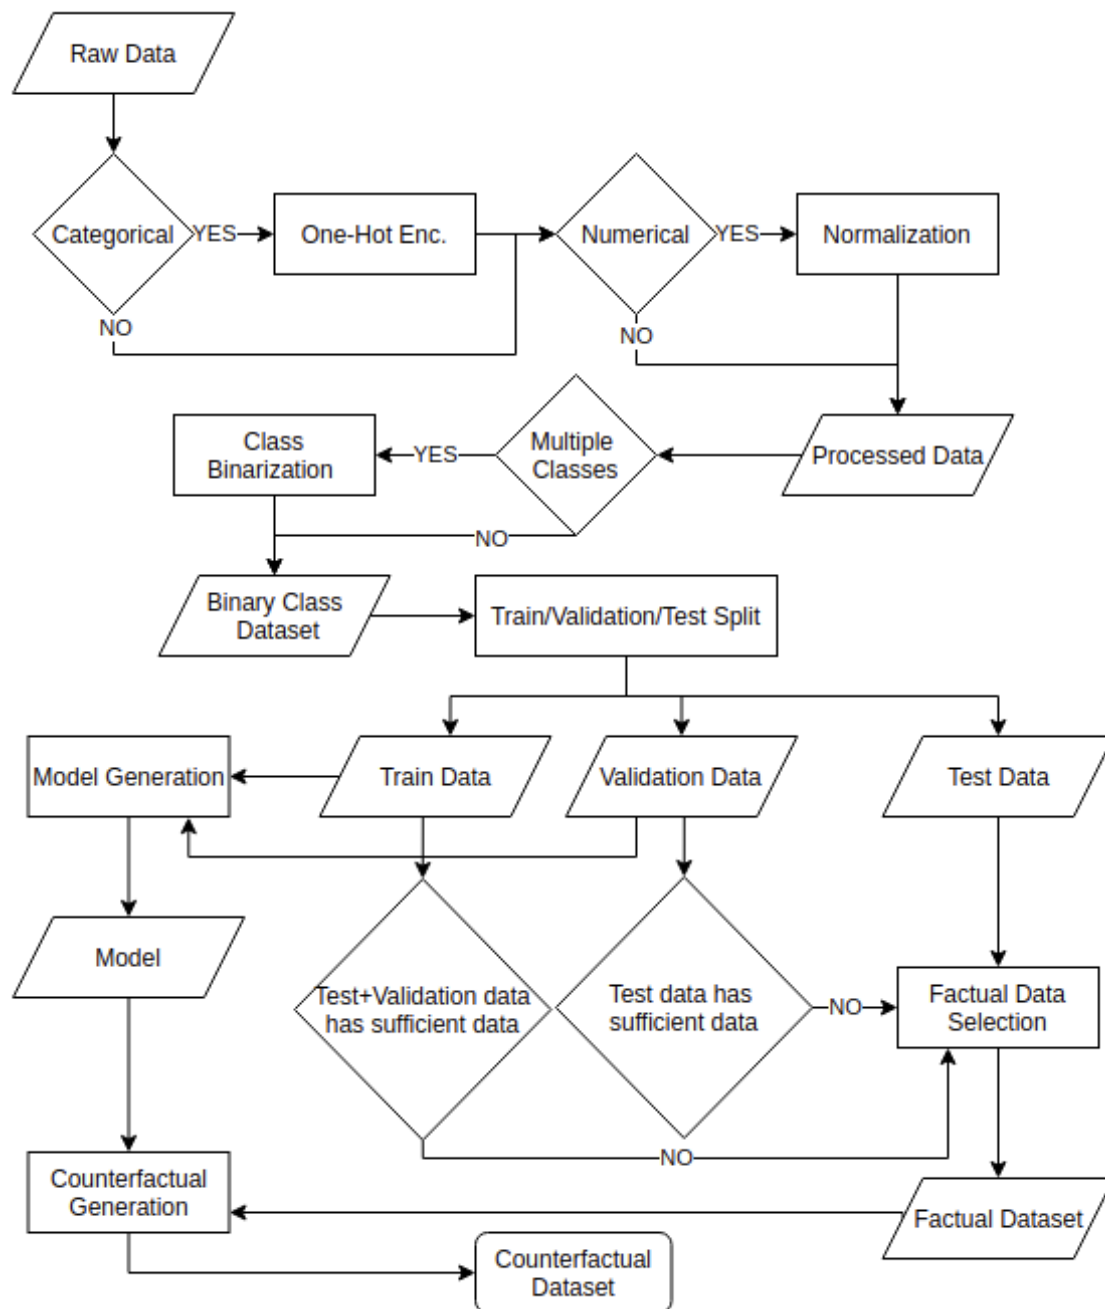 Raw Data
Categorical
YES
One-Hot Enc.
Numerical
YES
Normalization
NO
NO
Class
Binarization
YES
Multiple
Classes
Processed Data
NO
Binary Class
Dataset
Train/Validation/Test Split
Model Generation
Train Data
Validation Data
Test Data
Model
Test+Validation data
has sufficient data
Test data has
sufficient data
NO
Factual Data
Selection
NO
Counterfactual
Generation
Factual Dataset
Counterfactual
Dataset